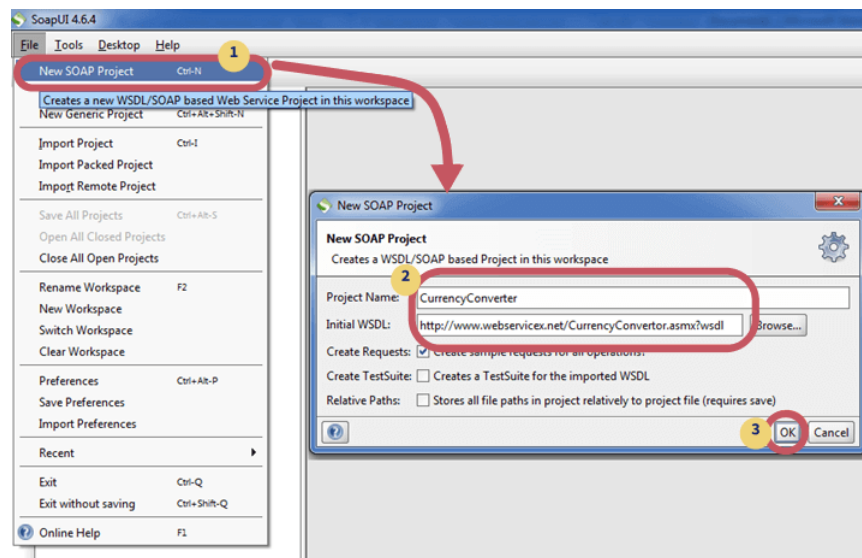 SoapUI 4.6.4
File Tools Desktop Help
1
New SOAP Project Ctrl-N
Creates a new WSDL/SOAP based Web Service Project in this workspace
New Generic Project Ctrl+Alt+Shift-N
Import Project Ctrl-I
Import Packed Project
Import Remote Project
Save All Projects Ctrl+Alt-S
Open All Closed Projects
Close All Open Projects
Rename Workspace F2
New Workspace
Switch Workspace
Clear Workspace
Preferences Ctrl+Alt-P
Save Preferences
Import Preferences
Recent
Exit Ctrl-Q
Exit without saving Ctrl+Shift-Q
Online Help F1
New SOAP Project
New SOAP Project
Creates a WSDL/SOAP based Project in this workspace
2
Project Name: CurrencyConverter
Initial WSDL: http://www.webservicex.net/CurrencyConvertor.asmx?wsdl Browse...
Create Requests: Create sample requests for all operations?
Create TestSuite: Creates a TestSuite for the imported WSDL
Relative Paths: Stores all file paths in project relatively to project file (requires save)
3
OK Cancel